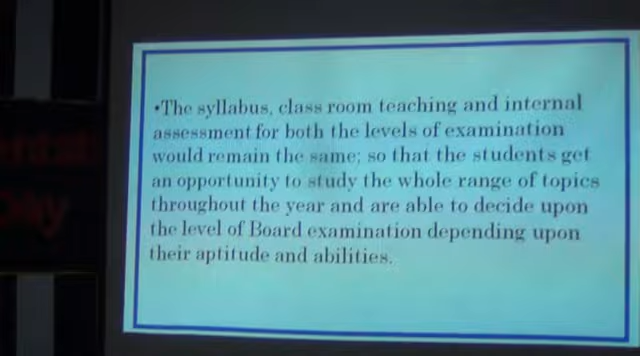 •The syllabus, class room teaching and internal
assessment for both the levels of examination
would remain the same; so that the students get
an opportunity to study the whole range of topics
throughout the year and are able to decide upon
the level of Board examination depending upon
their aptitude and abilities.